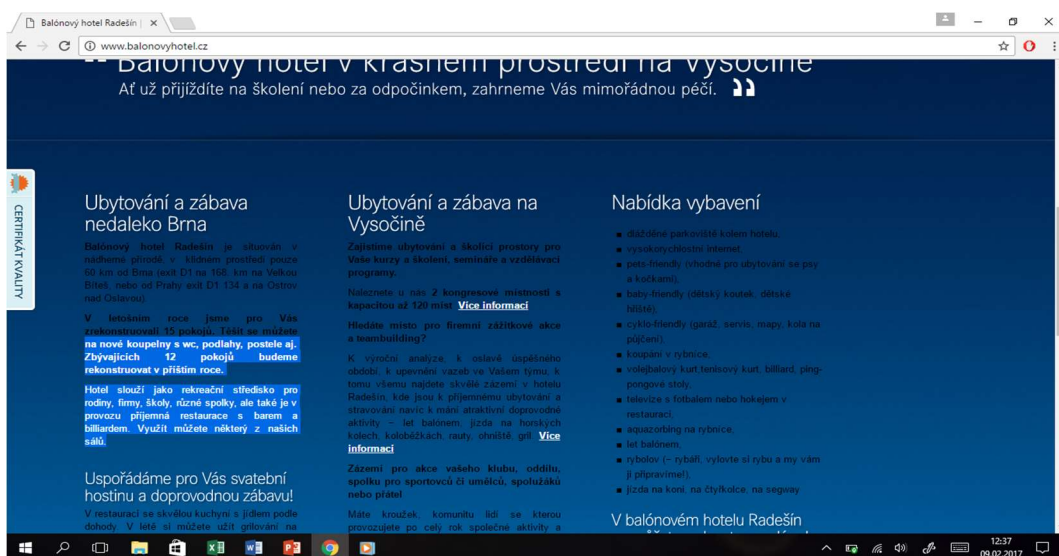 Balónový hotel Radešín |
www.balonovyhotel.cz
Balónový hotel v krásném prostředí na Vysočině
Ať už přijíždíte na školení nebo za odpočinkem, zahrneme Vás mimořádnou péčí.
CERTIFIKÁT KVALITY
Ubytování a zábava
nedaleko Brna
Balónový hotel Radešín je situován v
nádherné přírodě, v klidném prostředí pouze
60 km od Brna (exit D1 na 168. km na Velkou
Bíteš, nebo od Prahy exit D1 134 a na Ostrov
nad Oslavou).
V letošním roce jsme pro Vás
zrekonstruovali 15 pokojů. Těšit se můžete
na nové koupelny s wc, podlahy, postele aj.
Zbývajících 12 pokojů budeme
rekonstruovat v příštím roce.
Hotel slouží jako rekreační středisko pro
rodiny, firmy, školy, různé spolky, ale také je v
provozu příjemná restaurace s barem a
billiardem. Využít můžete některý z našich
sálů.
Uspořádáme pro Vás svatební
hostinu a doprovodnou zábavu!
V restauraci se skvělou kuchyní s jídlem podle
dohody. V létě si můžete užít grilování na
Ubytování a zábava na
Vysočině
Zajistíme ubytování a školící prostory pro
Vaše kurzy a školení, semináře a vzdělávací
programy.
Naleznete u nás 2 kongresové místnosti s
kapacitou až 120 míst. Více informací
Hledáte místo pro firemní zážitkové akce
a teambuilding?
K výroční analýze, k oslavě úspěšného
období, k upevnění vazeb ve Vašem týmu, k
tomu všemu najdete skvělé zázemí v hotelu
Radešín, kde jsou k příjemnému ubytování a
stravování navíc k mání atraktivní doprovodné
aktivity – let balónem, jízda na horských
kolech, koloběžkách, rauty, ohniště, gril. Více
informací
Zázemí pro akce vašeho klubu, oddílu,
spolku pro sportovců či umělců, spolužáků
nebo přátel
Máte kroužek, komunitu lidí se kterou
provozujete po celý rok společné aktivity a
Nabídka vybavení
dlážděné parkoviště kolem hotelu,
vysokorychlostní internet,
pets-friendly (vhodné pro ubytování se psy
a kočkami),
baby-friendly (dětský koutek, dětské
hřiště),
cyklo-friendly (garáž, servis, mapy, kola na
půjčení),
koupání v rybníce,
volejbalový kurt,tenisový kurt, billiard, ping-
pongové stoly,
televize s fotbalem nebo hokejem v
restauraci,
aquazorbing na rybníce,
let balónem,
rybolov (– rybáři, vylovte si rybu a my vám
ji připravíme!),
jízda na koni, na čtyřkolce, na segway
V balónovém hotelu Radešín
12:37
09.02.2017